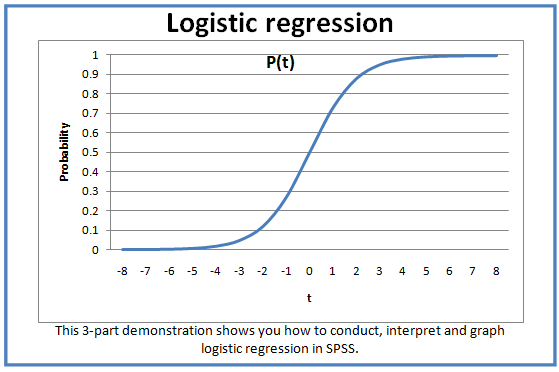 Logistic regression
P(t)
1
0.9
0.8
0.7
0.6
0.5
0.4
0.3
0.2
0.1
0
Probability
-8 -7 -6 -5 -4 -3 -2 -1 0 1 2 3 4 5 6 7 8
t
This 3-part demonstration shows you how to conduct, interpret and graph
logistic regression in SPSS.